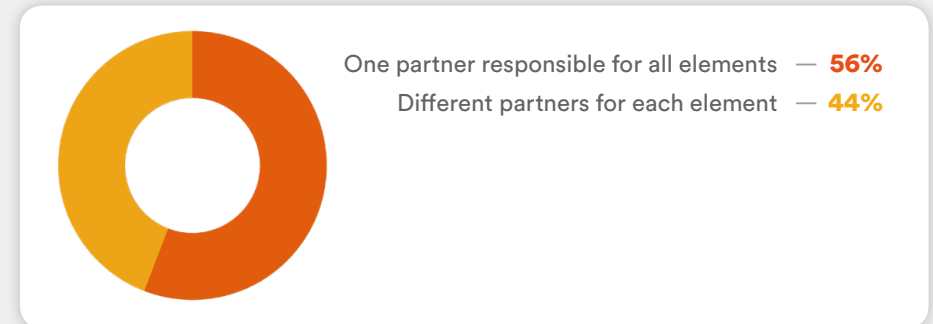 One partner responsible for all elements — 56%
Different partners for each element — 44%